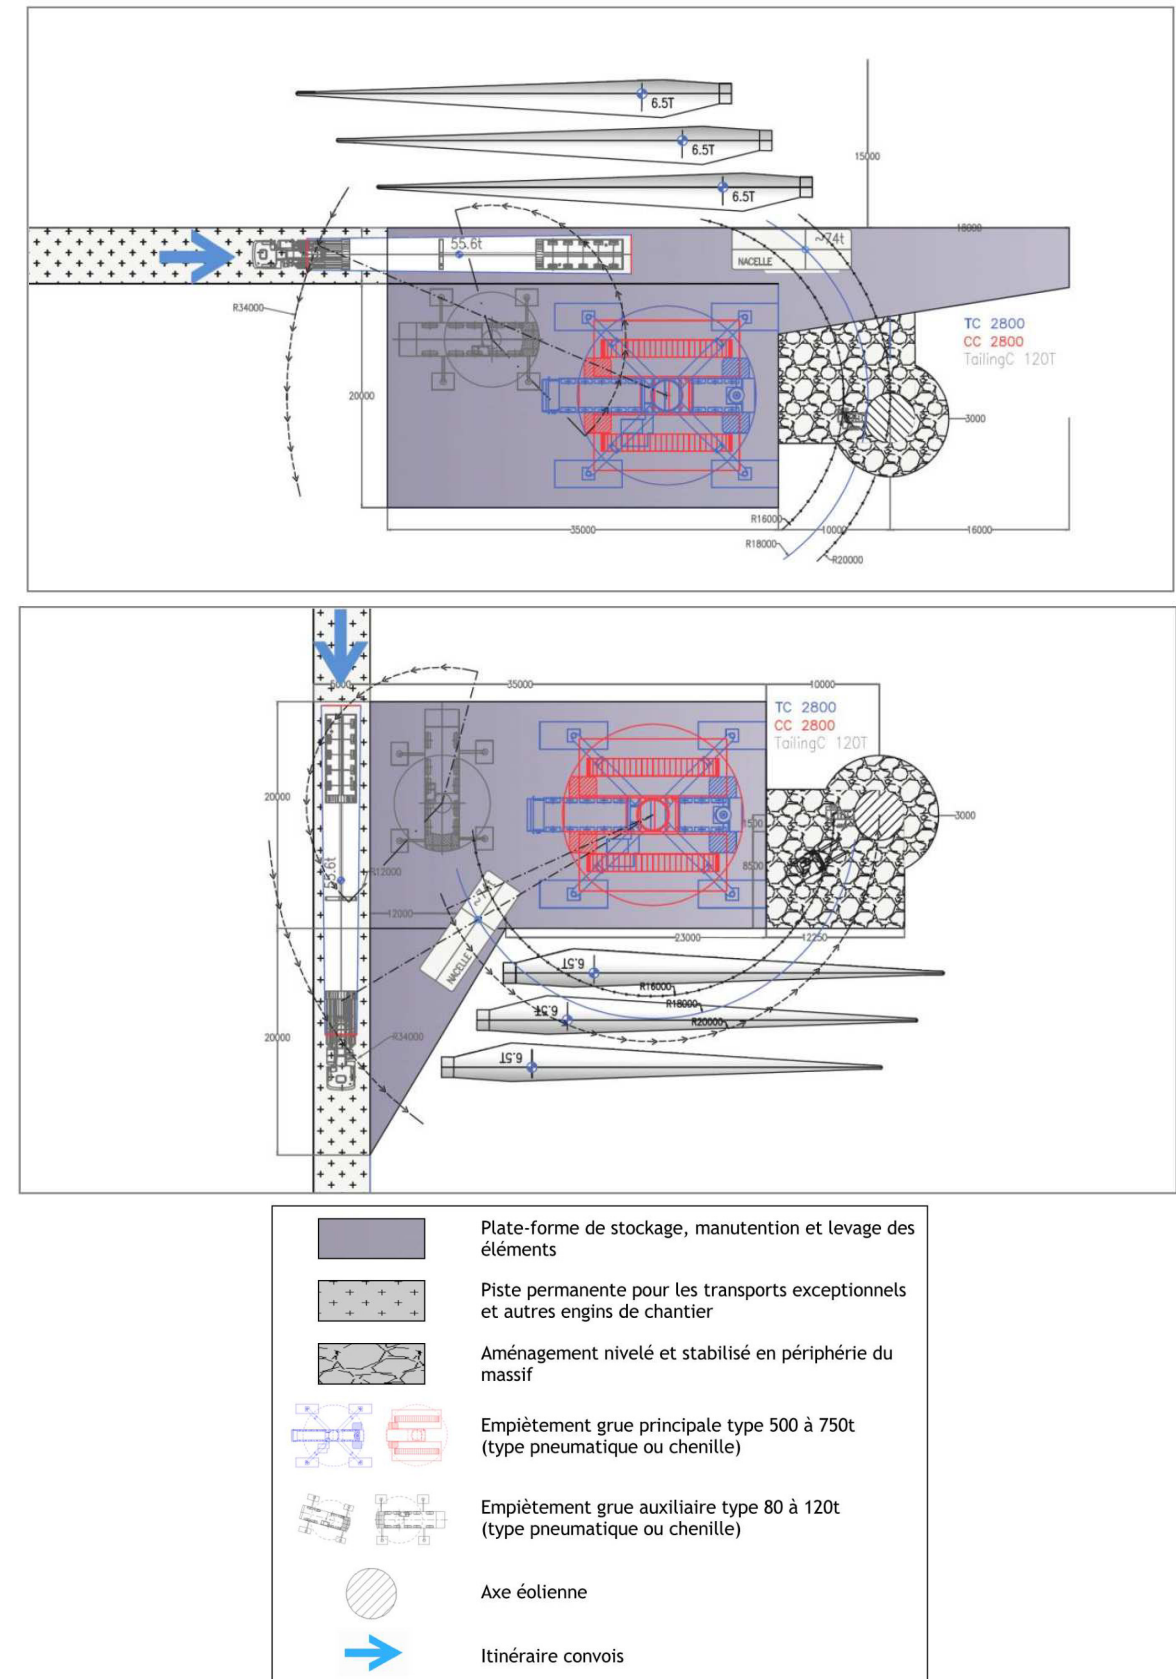 6.5T
6.5T
6.5T
15000
55.6t
~74t
18000
NACELLE
R34000
TC 2800
CC 2800
TailingC 120T
20000
3000
R16000
35000
10000
16000
R18000
R20000
5000
35000
10000
TC 2800
CC 2800
TailingC 120T
20000
3000
1500
8500
55.6t
R12000
12000
~74t
23000
12250
NACELLE
6.5T
R16000
R18000
6.5T
R20000
20000
R34000
6.5T
Plate-forme de stockage, manutention et levage des
éléments
Piste permanente pour les transports exceptionnels
et autres engins de chantier
Aménagement nivelé et stabilisé en périphérie du
massif
Empiètement grue principale type 500 à 750t
(type pneumatique ou chenille)
Empiètement grue auxiliaire type 80 à 120t
(type pneumatique ou chenille)
Axe éolienne
Itinéraire convois